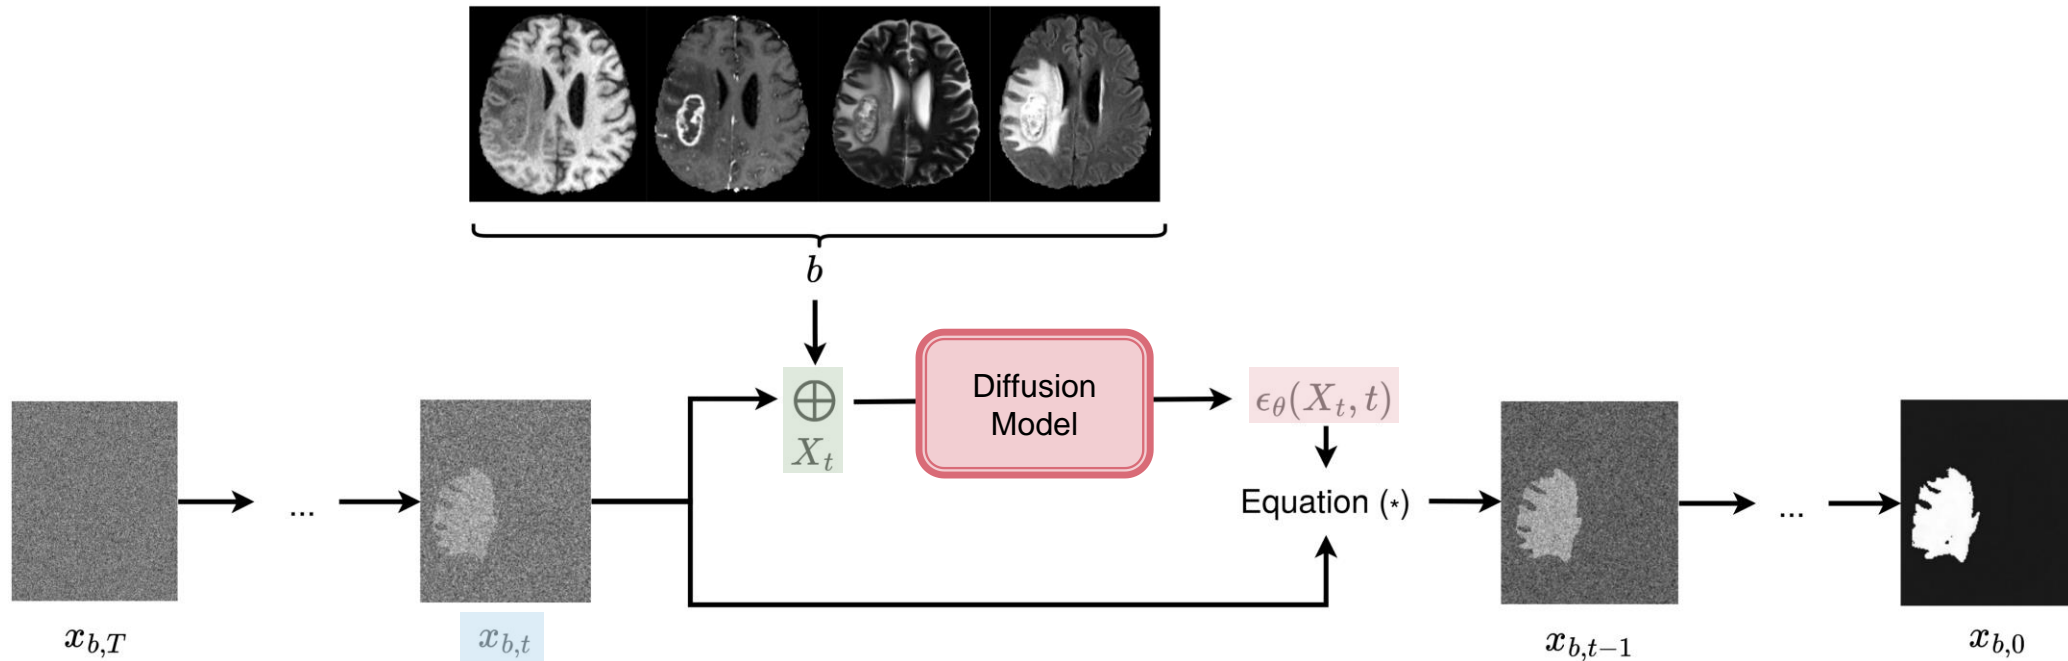 b
⊕
X_t
Diffusion
Model
ϵ_θ(X_t, t)
Equation (*)
...
...
x_{b,T}
x_{b,t}
x_{b,t−1}
x_{b,0}